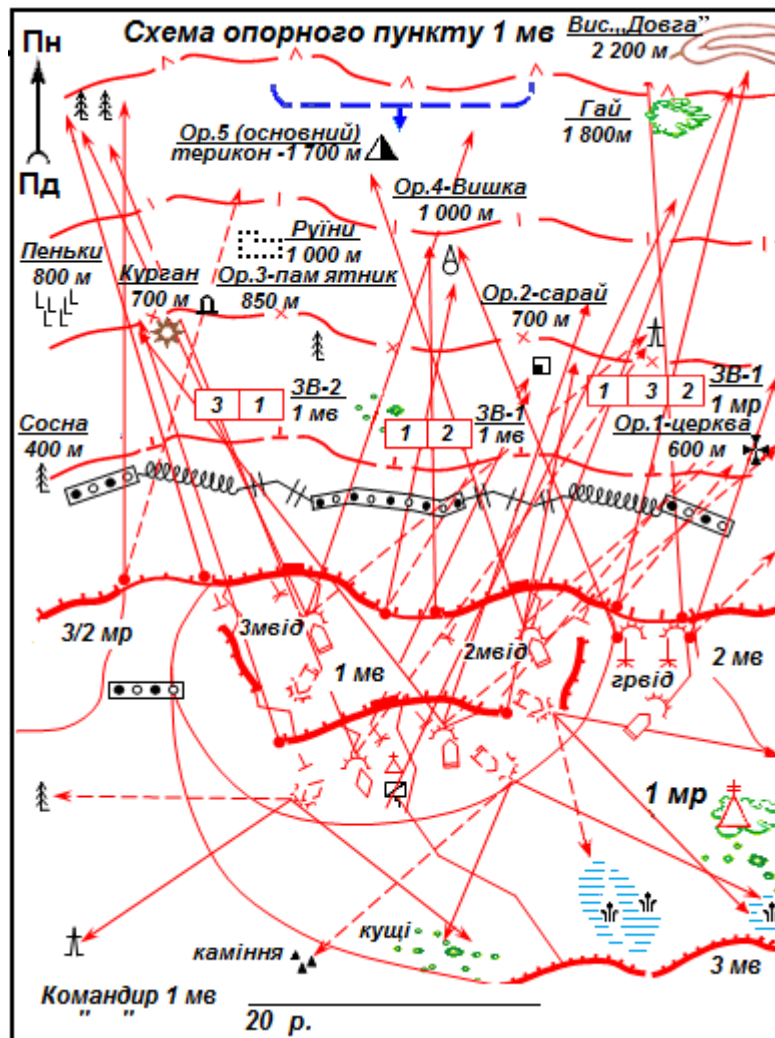 Схема опорного пункту 1 мв
Вис.„Довга”
2 200 м
Пн
Пд
Гай
1 800м
Ор.5 (основний)
терикон -1 700 м
Ор.4-Вишка
1 000 м
Руїни
1 000 м
Пеньки
800 м
Курган
700 м
Ор.3-пам ятник
850 м
Ор.2-сарай
700 м
3 1
ЗВ-2
1 мв
1 2
ЗВ-1
1 мв
1 3 2
ЗВ-1
1 мр
Сосна
400 м
Ор.1-церква
600 м
3/2 мр
3мвід
1 мв
2мвід
грвід
2 мв
1 мр
каміння
кущі
3 мв
Командир 1 мв
" "
20 р.